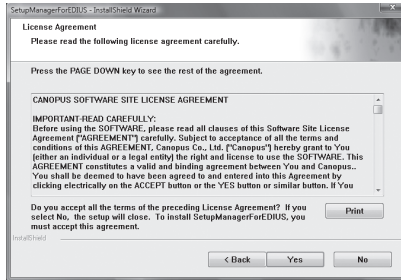 SetupManagerForEDIUS - InstallShield Wizard
License Agreement
Please read the following license agreement carefully.
Press the PAGE DOWN key to see the rest of the agreement.
CANOPUS SOFTWARE SITE LICENSE AGREEMENT
IMPORTANT-READ CAREFULLY:
Before using the SOFTWARE, please read all clauses of this Software Site License
Agreement ("AGREEMENT") carefully. Subject to acceptance of all the terms and
conditions of this AGREEMENT, Canopus Co., Ltd. ("Canopus") hereby grant to You
(either an individual or a legal entity) the right and license to use the SOFTWARE. This
AGREEMENT constitutes a valid and binding agreement between You and Canopus..
You shall be deemed to have been agreed to and entered into this Agreement by
clicking electrically on the ACCEPT button or the YES button or similar button. If You
Do you accept all the terms of the preceding License Agreement? If you
select No, the setup will close. To install SetupManagerForEDIUS, you
must accept this agreement.
Print
InstallShield
< Back
Yes
No